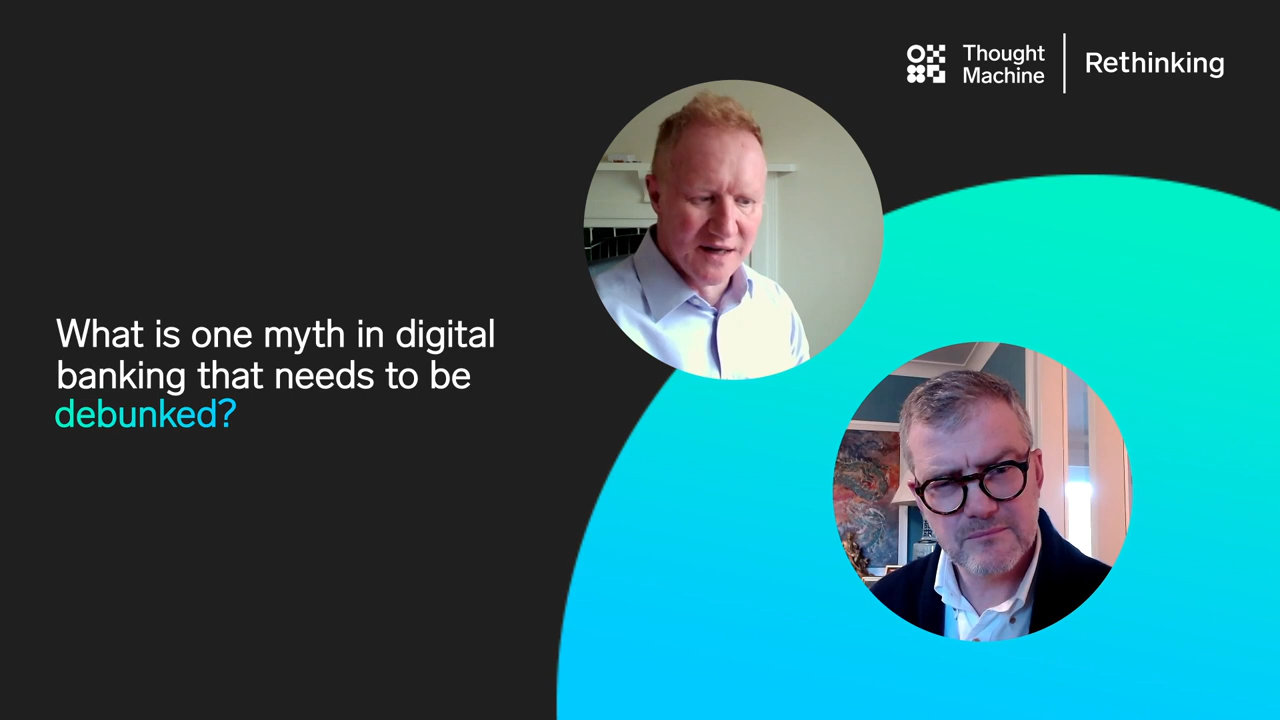 Thought
Machine
Rethinking
What is one myth in digital
banking that needs to be
debunked?